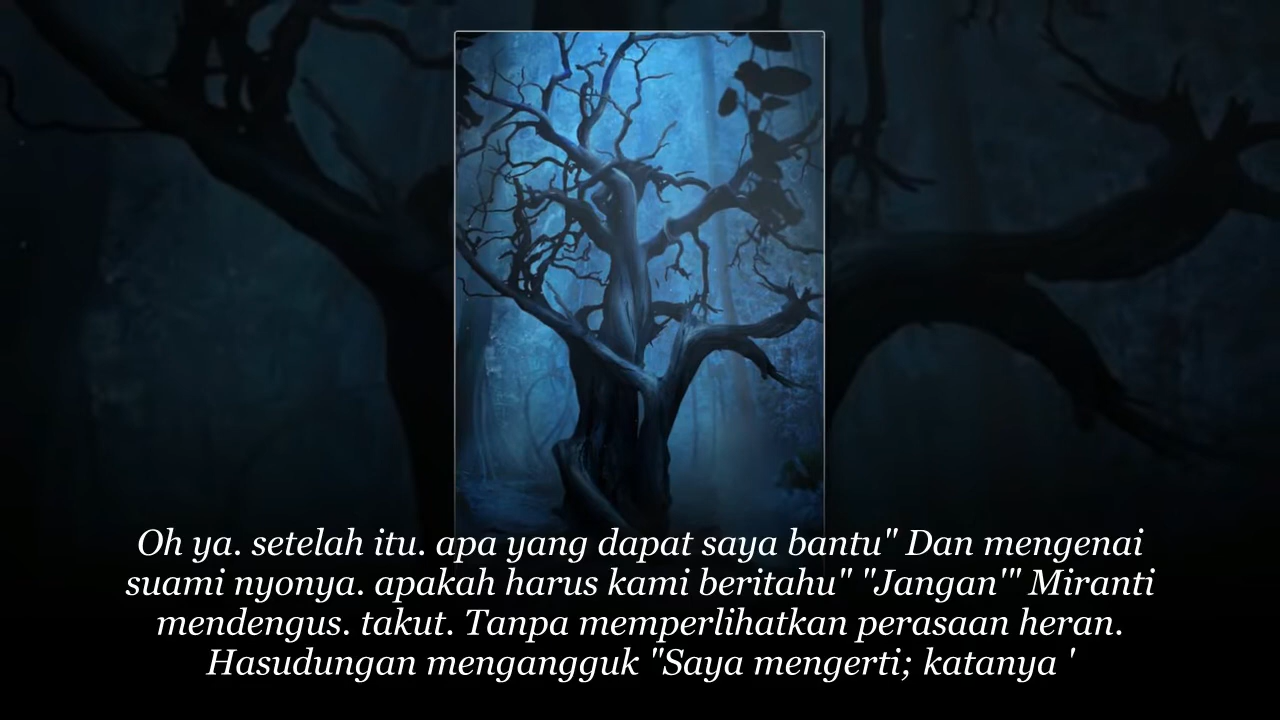 Oh ya. setelah itu. apa yang dapat saya bantu" Dan mengenai
suami nyonya. apakah harus kami beritahu" "Jangan'" Miranti
mendengus. takut. Tanpa memperlihatkan perasaan heran.
Hasudungan mengangguk "Saya mengerti; katanya '